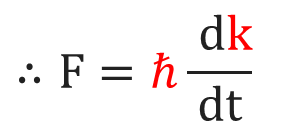 ∴ F = ħ dk/dt